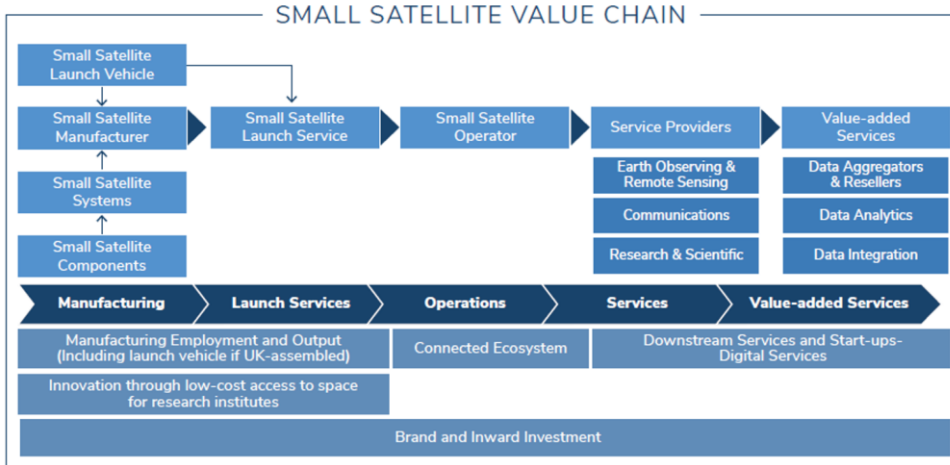 SMALL SATELLITE VALUE CHAIN
Small Satellite
Launch Vehicle
Small Satellite
Manufacturer
Small Satellite
Launch Service
Small Satellite
Operator
Service Providers
Value-added
Services
Small Satellite
Systems
Small Satellite
Components
Earth Observing &
Remote Sensing
Communications
Research & Scientific
Data Aggregators
& Resellers
Data Analytics
Data Integration
Manufacturing
Launch Services
Operations
Services
Value-added Services
Manufacturing Employment and Output
(Including launch vehicle if UK-assembled)
Connected Ecosystem
Downstream Services and Start-ups-
Digital Services
Innovation through low-cost access to space
for research institutes
Brand and Inward Investment